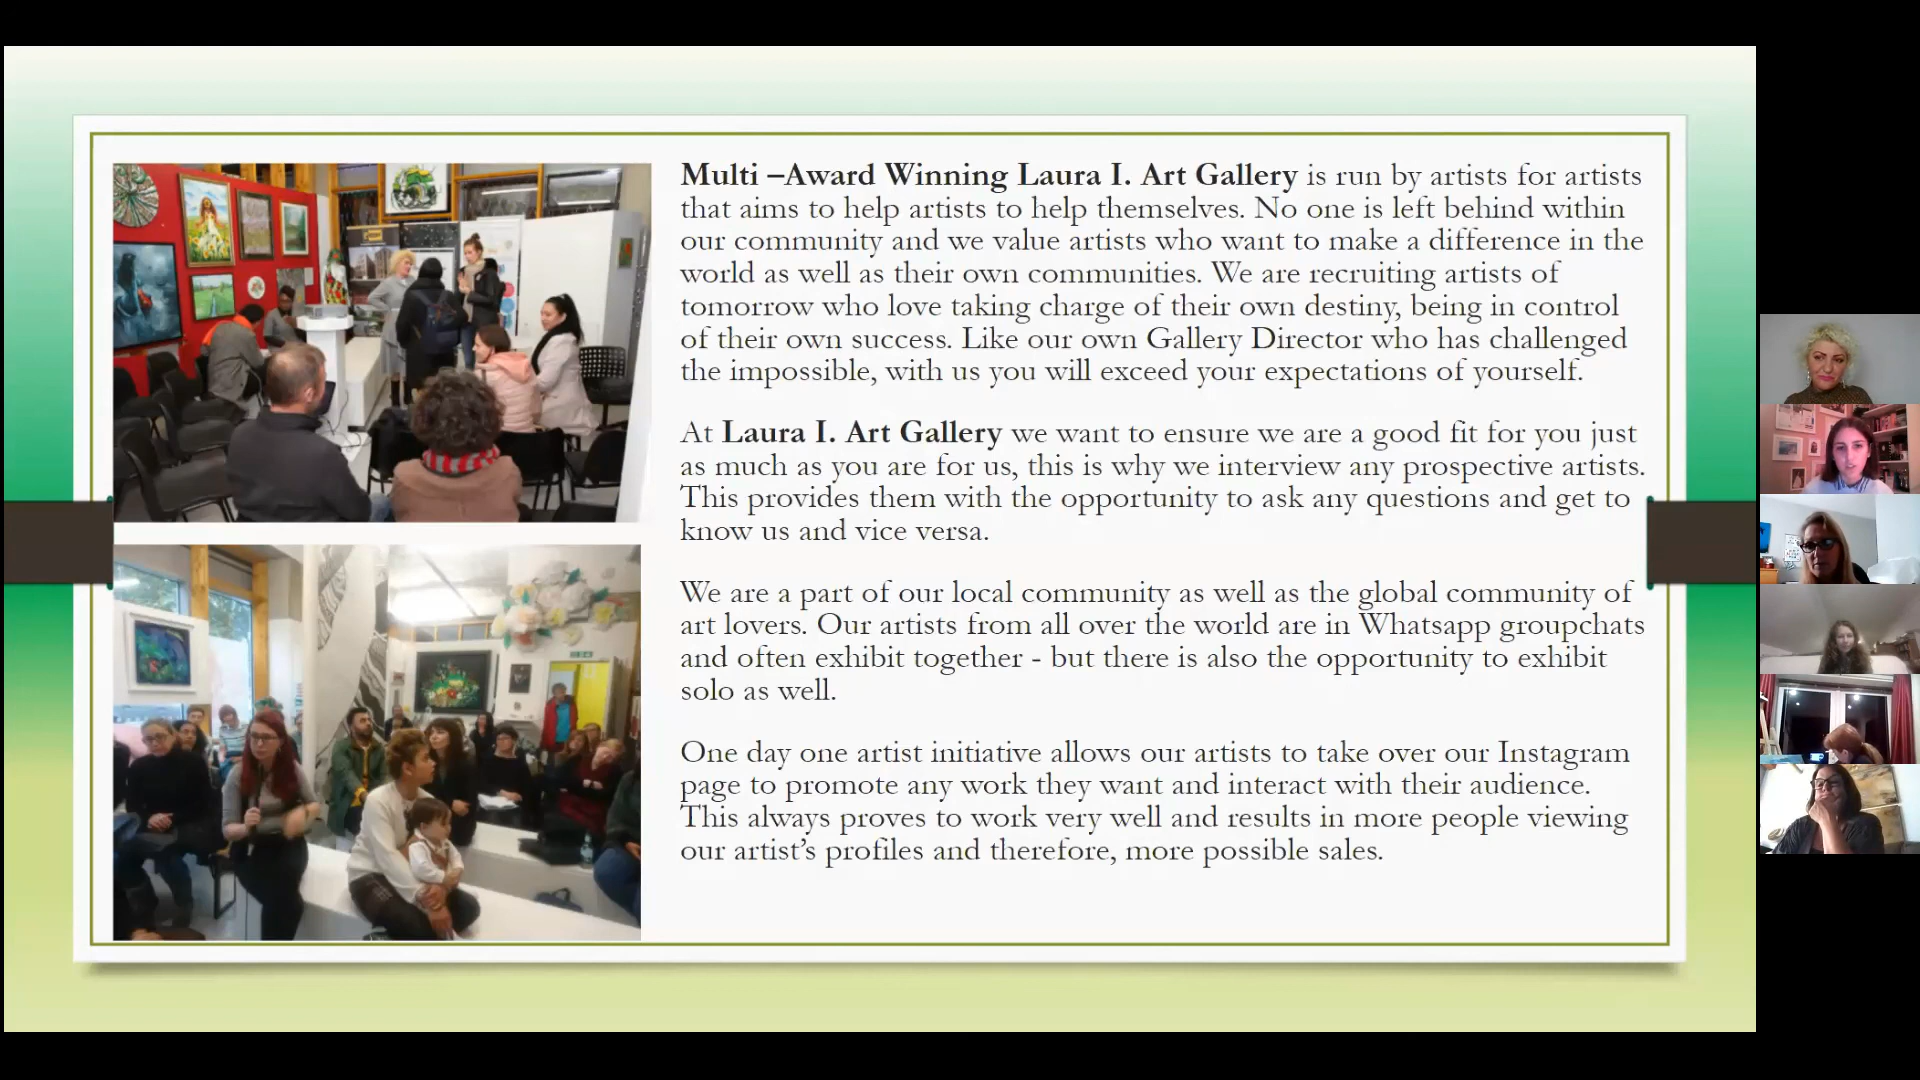 Multi –Award Winning Laura I. Art Gallery is run by artists for artists
that aims to help artists to help themselves. No one is left behind within
our community and we value artists who want to make a difference in the
world as well as their own communities. We are recruiting artists of
tomorrow who love taking charge of their own destiny, being in control
of their own success. Like our own Gallery Director who has challenged
the impossible, with us you will exceed your expectations of yourself.
At Laura I. Art Gallery we want to ensure we are a good fit for you just
as much as you are for us, this is why we interview any prospective artists.
This provides them with the opportunity to ask any questions and get to
know us and vice versa.
We are a part of our local community as well as the global community of
art lovers. Our artists from all over the world are in Whatsapp groupchats
and often exhibit together - but there is also the opportunity to exhibit
solo as well.
One day one artist initiative allows our artists to take over our Instagram
page to promote any work they want and interact with their audience.
This always proves to work very well and results in more people viewing
our artist’s profiles and therefore, more possible sales.